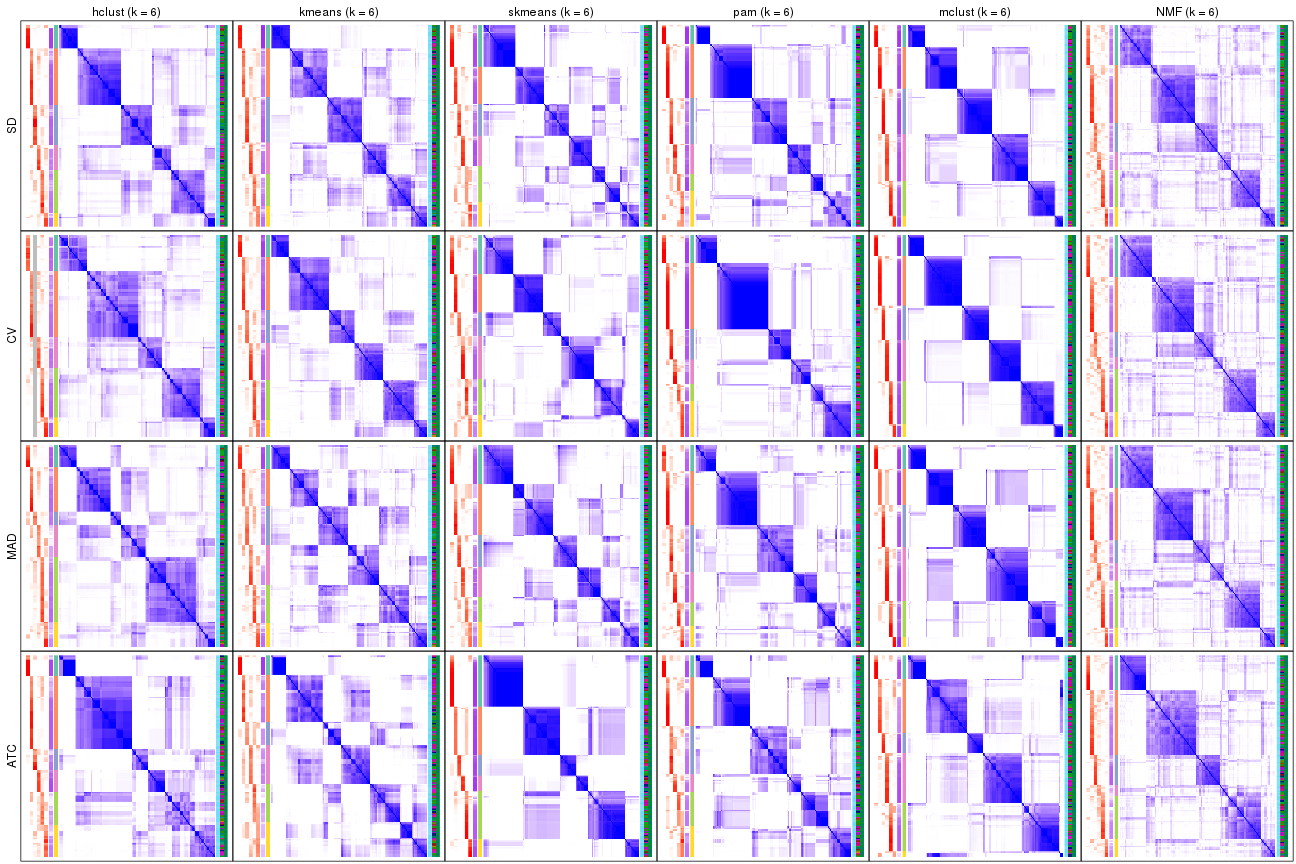 hclust (k = 6) kmeans (k = 6) skmeans (k = 6) pam (k = 6) mclust (k = 6) NMF (k = 6)
SD
CV
MAD
ATC